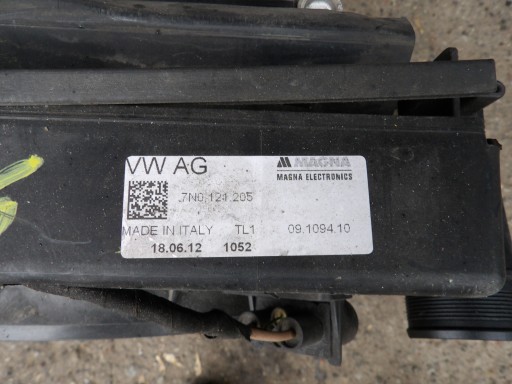 VW AG
MAGNA
MAGNA ELECTRONICS
7N0.121.205
MADE IN ITALY TL1 09.1094.10
18.06.12 1052